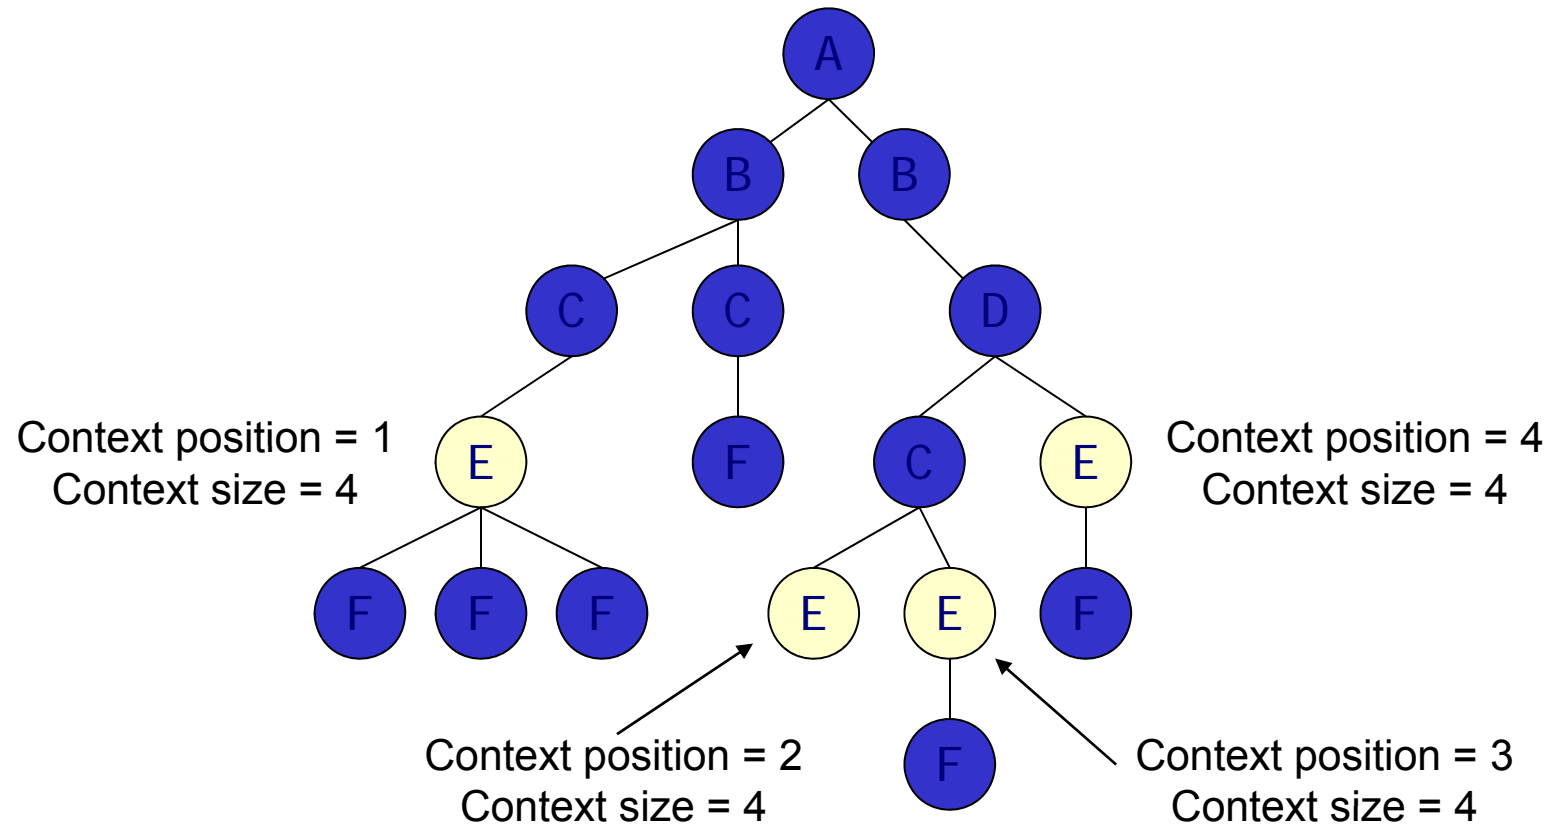 A
B B
C C D
Context position = 1
Context size = 4
E F C E
Context position = 4
Context size = 4
F F F E E F
F
Context position = 2
Context size = 4
Context position = 3
Context size = 4